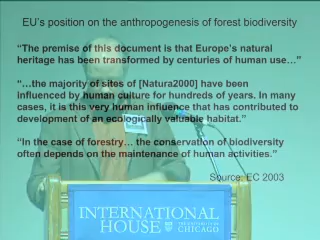 EU's position on the anthropogenesis of forest biodiversity
"The premise of this document is that Europe's natural
heritage has been transformed by centuries of human use…"
"…the majority of sites of [Natura2000] have been
influenced by human culture for hundreds of years. In many
cases, it is this very human influence that has contributed to
development of an ecologically valuable habitat."
"In the case of forestry… the conservation of biodiversity
often depends on the maintenance of human activities."
Source: EC 2003
INTERNATIONAL
HOUSE
THE UNIVERSITY OF
CHICAGO